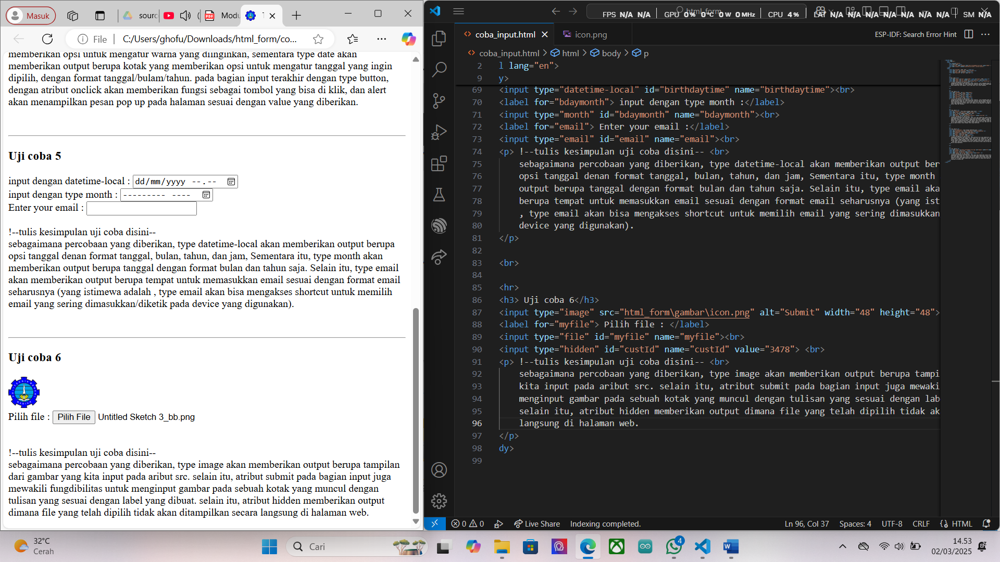 Masuk
sourc
(
Modu
T
File
C:/Users/ghofu/Downloads/html_form/co...
memberikan opsi untuk mengatur warna yang diinginkan, sementara type date akan
memberikan output berupa kotak yang memberikan opsi untuk mengatur tanggal yang ingin
dipilih, dengan format tanggal/bulam/tahun. pada bagian input terakhir dengan type button,
dengan atribut onclick akan memberikan fungsi sebagai tombol yang bisa di klik, dan alert
akan menampilkan pesan pop up pada halaman sesuai dengan value yang diberikan.
Uji coba 5
input dengan datetime-local : dd/mm/yyyy --.--
input dengan type month : --------- ----
Enter your email :
!--tulis kesimpulan uji coba disini--
sebagaimana percobaan yang diberikan, type datetime-local akan memberikan output berupa
opsi tanggal denan format tanggal, bulan, tahun, dan jam, Sementara itu, type month akan
memberikan output berupa tanggal dengan format bulan dan tahun saja. Selain itu, type email
akan memberikan output berupa tempat untuk memasukkan email sesuai dengan format email
seharusnya (yang istimewa adalah , type email akan bisa mengakses shortcut untuk memilih
email yang sering dimasukkan/diketik pada device yang digunakan).
Uji coba 6
Pilih file : Pilih File Untitled Sketch 3_bb.png
!--tulis kesimpulan uji coba disini--
sebagaimana percobaan yang diberikan, type image akan memberikan output berupa tampilan
dari gambar yang kita input pada aribut src. selain itu, atribut submit pada bagian input juga
mewakili fungdibilitas untuk menginput gambar pada sebuah kotak yang muncul dengan
tulisan yang sesuai dengan label yang dibuat. selain itu, atribut hidden memberikan output
dimana file yang telah dipilih tidak akan ditampilkan secara langsung di halaman web.
html_form
FPS N/A N/A GPU 0 % 0 °C 0 W 0 MHz CPU 4 % LAT N/A N/A N/A N/A N/A N/A N/A SM N/A
coba_input.html
icon.png
ESP-IDF: Search Error Hint
coba_input.html > html > body > p
2 l lang="en">
9 y>
69 <input type="datetime-local" id="birthdaytime" name="birthdaytime"><br>
70 <label for="bdaymonth"> input dengan type month :</label>
71 <input type="month" id="bdaymonth" name="bdaymonth"><br>
72 <label for="email"> Enter your email :</label>
73 <input type="email" id="email" name="email"><br>
74 <p> !--tulis kesimpulan uji coba disini-- <br>
75 sebagaimana percobaan yang diberikan, type datetime-local akan memberikan output ber
76 opsi tanggal denan format tanggal, bulan, tahun, dan jam, Sementara itu, type month
77 output berupa tanggal dengan format bulan dan tahun saja. Selain itu, type email aka
78 berupa tempat untuk memasukkan email sesuai dengan format email seharusnya (yang ist
79 , type email akan bisa mengakses shortcut untuk memilih email yang sering dimasukkan
80 device yang digunakan).
81 </p>
82
83 <br>
84
85 <hr>
86 <h3> Uji coba 6</h3>
87 <input type="image" src="html_form\gambar\icon.png" alt="Submit" width="48" height="48">
88 <label for="myfile"> Pilih file : </label>
89 <input type="file" id="myfile" name="myfile"><br>
90 <input type="hidden" id="custId" name="custId" value="3478"> <br>
91 <p> !--tulis kesimpulan uji coba disini-- <br>
92 sebagaimana percobaan yang diberikan, type image akan memberikan output berupa tampi
93 kita input pada aribut src. selain itu, atribut submit pada bagian input juga mewaki
94 menginput gambar pada sebuah kotak yang muncul dengan tulisan yang sesuai dengan lab
95 selain itu, atribut hidden memberikan output dimana file yang telah dipilih tidak ak
96 langsung di halaman web.
97 </p>
98 dy>
99
0 0 Live Share Indexing completed. Ln 96, Col 37 Spaces: 4 UTF-8 CRLF {} HTML
32°C
Cerah
Cari
4
14.53
02/03/2025